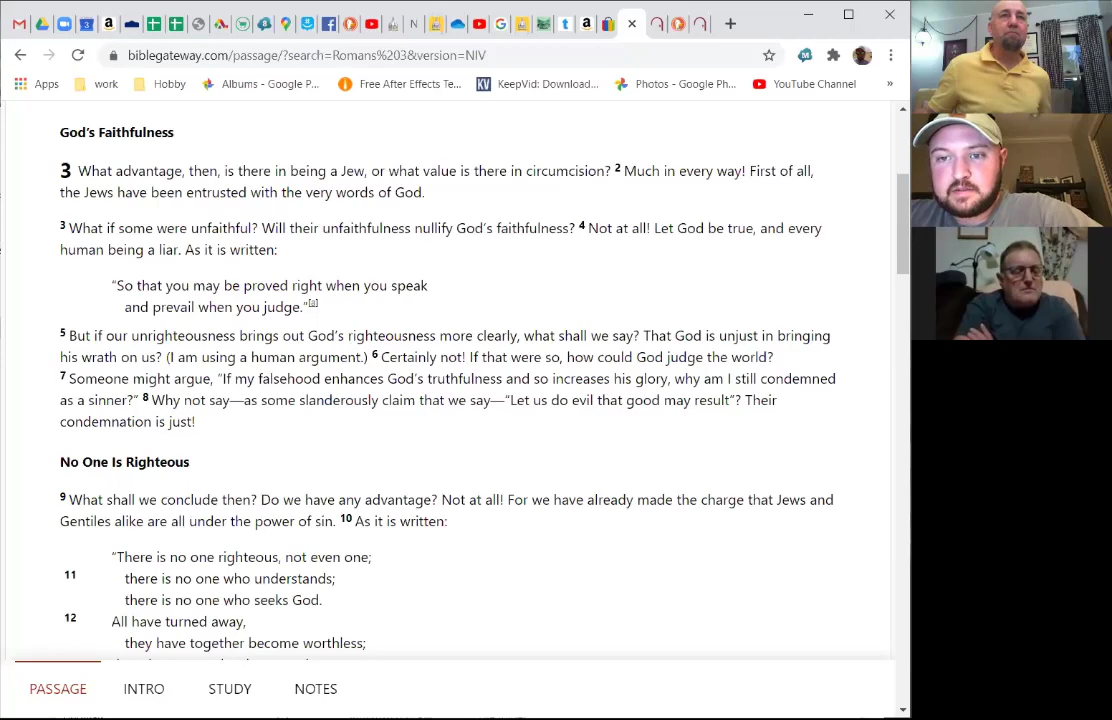 biblegateway.com/passage/?search=Romans%203&version=NIV
Apps work Hobby Albums - Google P... Free After Effects Te... KV KeepVid: Download... Photos - Google Ph... YouTube Channel »
God's Faithfulness
3 What advantage, then, is there in being a Jew, or what value is there in circumcision? 2 Much in every way! First of all,
the Jews have been entrusted with the very words of God.
3 What if some were unfaithful? Will their unfaithfulness nullify God's faithfulness? 4 Not at all! Let God be true, and every
human being a liar. As it is written:
“So that you may be proved right when you speak
and prevail when you judge.”[a]
5 But if our unrighteousness brings out God's righteousness more clearly, what shall we say? That God is unjust in bringing
his wrath on us? (I am using a human argument.) 6 Certainly not! If that were so, how could God judge the world?
7 Someone might argue, “If my falsehood enhances God's truthfulness and so increases his glory, why am I still condemned
as a sinner?” 8 Why not say—as some slanderously claim that we say—“Let us do evil that good may result”? Their
condemnation is just!
No One Is Righteous
9 What shall we conclude then? Do we have any advantage? Not at all! For we have already made the charge that Jews and
Gentiles alike are all under the power of sin. 10 As it is written:
“There is no one righteous, not even one;
11 there is no one who understands;
there is no one who seeks God.
12 All have turned away,
they have together become worthless;
PASSAGE INTRO STUDY NOTES